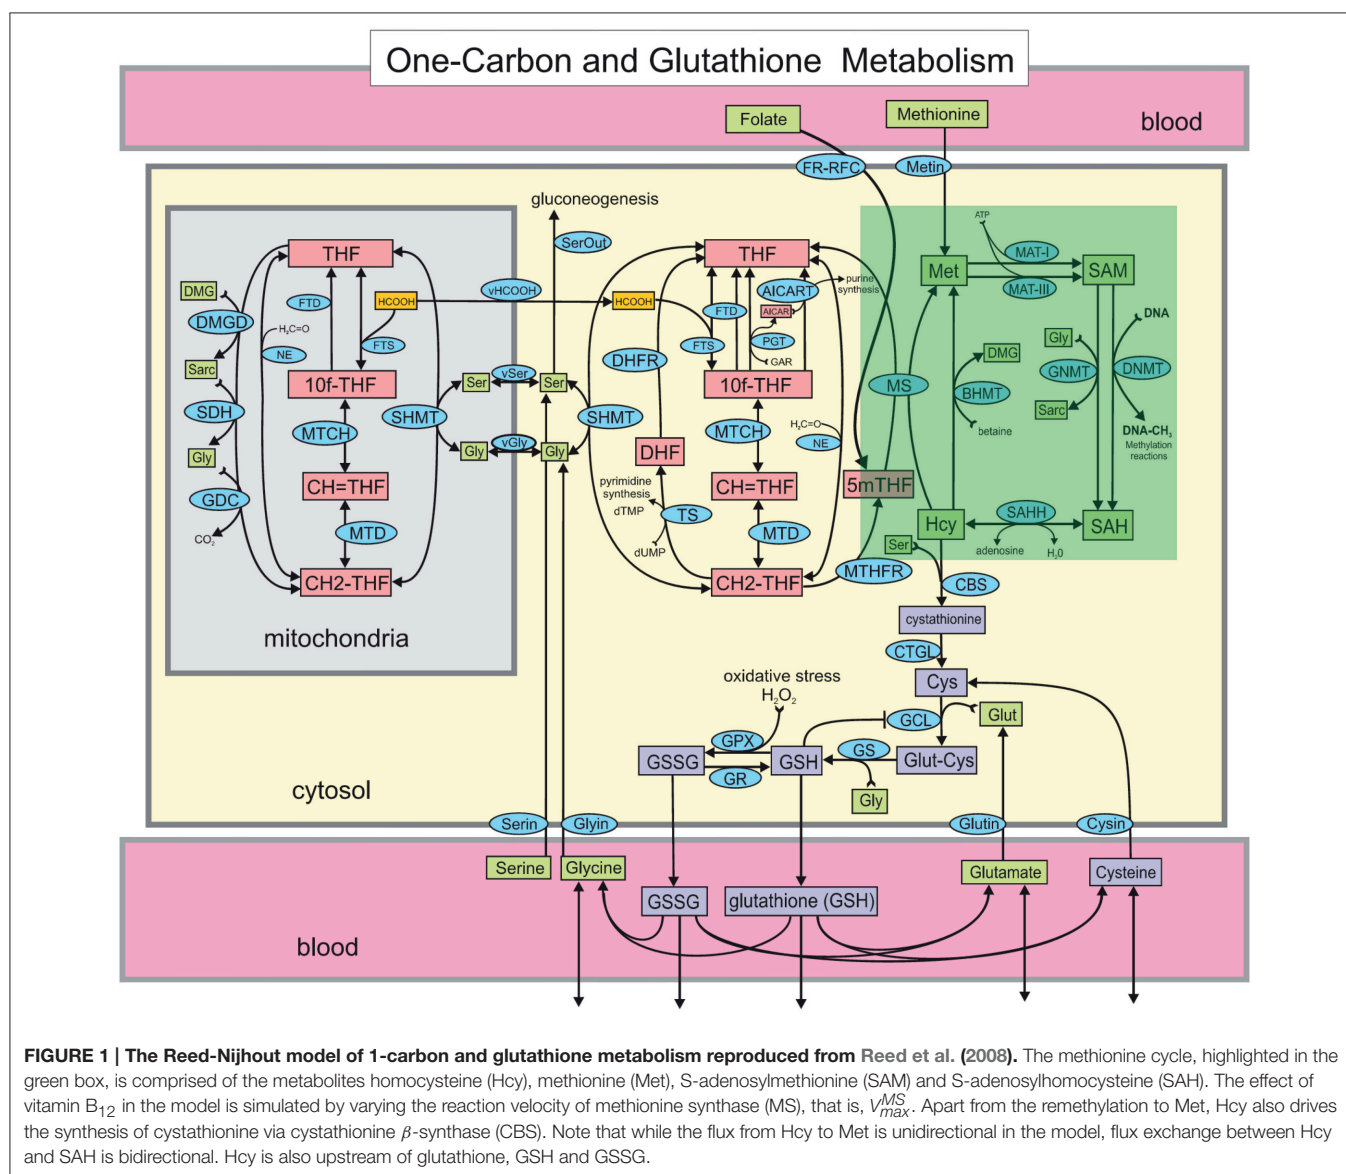 One-Carbon and Glutathione Metabolism
Folate
Methionine
blood
FR-RFC
Metin
gluconeogenesis
SerOut
THF
DMG
DMGD
FTD
HCOOH
vHCOOH
HCOOH
H₂C=O
NE
FTS
Sarc
10f-THF
SDH
MTCH
SHMT
Ser
vSer
Ser
Gly
vGly
Gly
SHMT
Gly
CH=THF
GDC
MTD
CO₂
CH2-THF
mitochondria
THF
AICART
purine
synthesis
FTD
AICAR
FTS
PGT
GAR
DHFR
10f-THF
MTCH
H₂C=O
NE
DHF
pyrimidine
synthesis
dTMP
TS
dUMP
CH=THF
MTD
CH2-THF
MS
5mTHF
MTHFR
ATP
MAT-I
Met
SAM
MAT-III
DNA
DMG
Gly
GNMT
DNMT
BHMT
Sarc
betaine
DNA-CH₃
Methylation
reactions
Hcy
SAHH
SAH
adenosine
H₂0
Ser
CBS
cystathionine
CTGL
Cys
oxidative stress
H₂O₂
GCL
Glut
GPX
GSSG
GSH
GS
Glut-Cys
GR
Gly
cytosol
Serin
Glyin
Glutin
Cysin
Serine
Glycine
Glutamate
Cysteine
GSSG
glutathione (GSH)
blood
FIGURE 1 | The Reed-Nijhout model of 1-carbon and glutathione metabolism reproduced from Reed et al. (2008). The methionine cycle, highlighted in the
green box, is comprised of the metabolites homocysteine (Hcy), methionine (Met), S-adenosylmethionine (SAM) and S-adenosylhomocysteine (SAH). The effect of
vitamin B₁₂ in the model is simulated by varying the reaction velocity of methionine synthase (MS), that is, V_max^MS. Apart from the remethylation to Met, Hcy also drives
the synthesis of cystathionine via cystathionine β-synthase (CBS). Note that while the flux from Hcy to Met is unidirectional in the model, flux exchange between Hcy
and SAH is bidirectional. Hcy is also upstream of glutathione, GSH and GSSG.